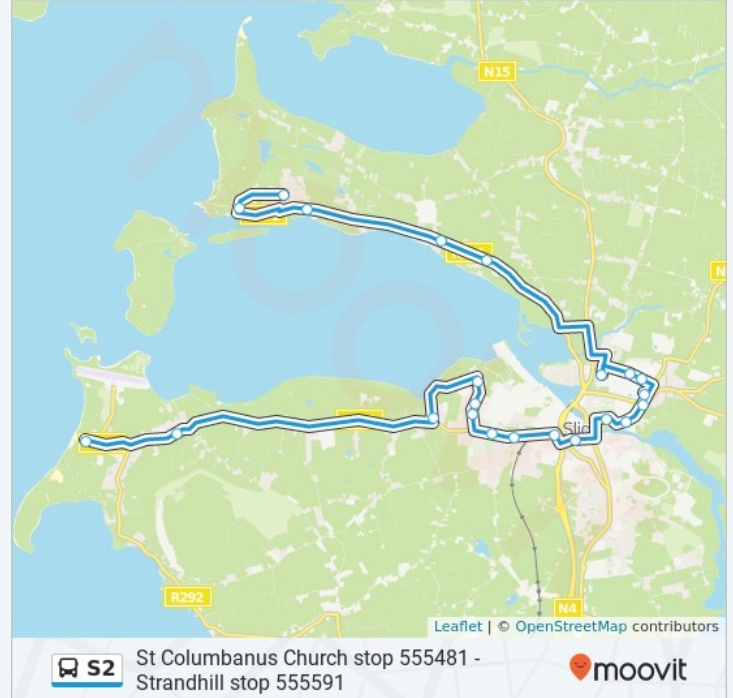 N15
Slig
R292
N4
N
Leaflet | © OpenStreetMap contributors
S2
St Columbanus Church stop 555481 -
Strandhill stop 555591
moovit